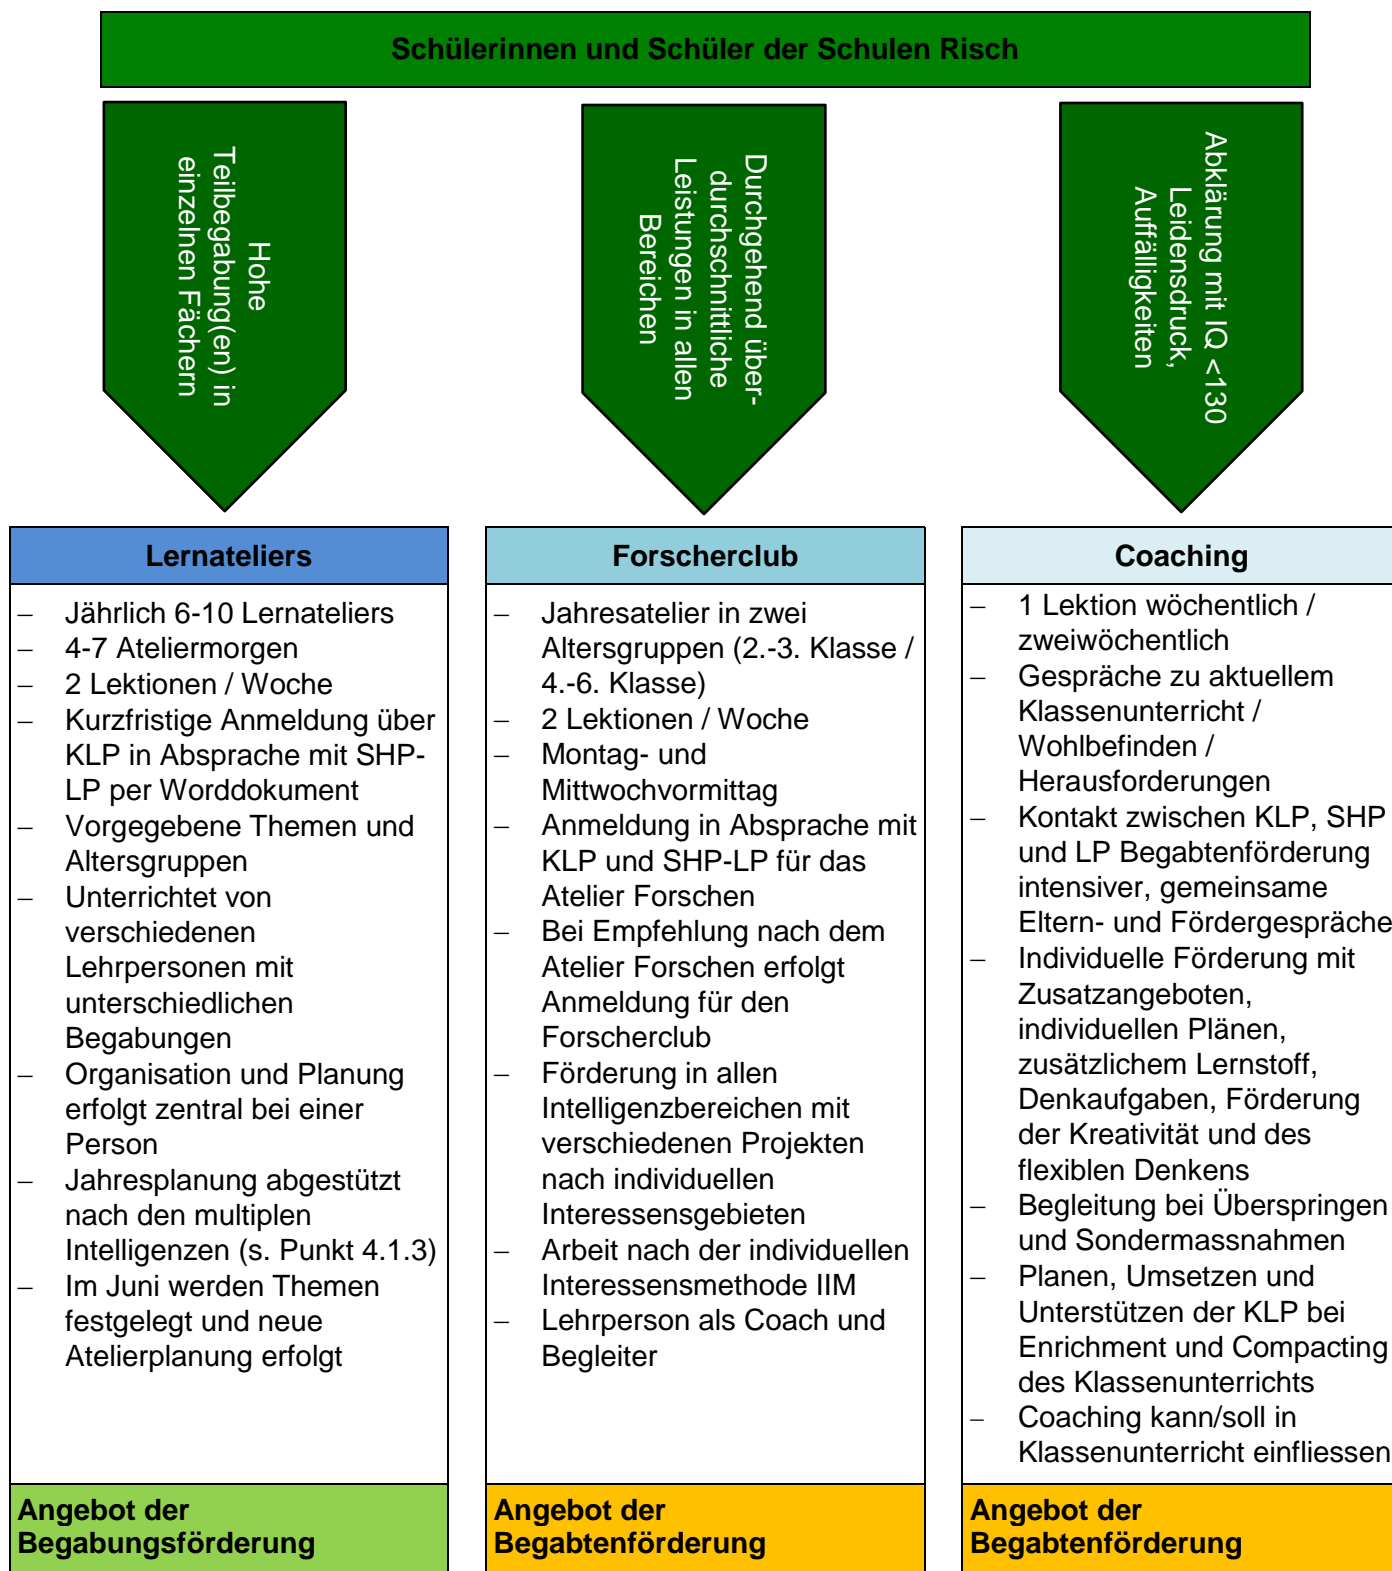 Schülerinnen und Schüler der Schulen Risch
Hohe
Teilbegabung(en) in
einzelnen Fächern
Durchgehend über-
durchschnittliche
Leistungen in allen
Bereichen
Abklärung mit IQ <130
Leidensdruck,
Auffälligkeiten
Lernateliers
– Jährlich 6-10 Lernateliers
– 4-7 Ateliermorgen
– 2 Lektionen / Woche
– Kurzfristige Anmeldung über
KLP in Absprache mit SHP-
LP per Worddokument
– Vorgegebene Themen und
Altersgruppen
– Unterrichtet von
verschiedenen
Lehrpersonen mit
unterschiedlichen
Begabungen
– Organisation und Planung
erfolgt zentral bei einer
Person
– Jahresplanung abgestützt
nach den multiplen
Intelligenzen (s. Punkt 4.1.3)
– Im Juni werden Themen
festgelegt und neue
Atelierplanung erfolgt
Angebot der
Begabungsförderung
Forscherclub
– Jahresatelier in zwei
Altersgruppen (2.-3. Klasse /
4.-6. Klasse)
– 2 Lektionen / Woche
– Montag- und
Mittwochvormittag
– Anmeldung in Absprache mit
KLP und SHP-LP für das
Atelier Forschen
– Bei Empfehlung nach dem
Atelier Forschen erfolgt
Anmeldung für den
Forscherclub
– Förderung in allen
Intelligenzbereichen mit
verschiedenen Projekten
nach individuellen
Interessensgebieten
– Arbeit nach der individuellen
Interessensmethode IIM
– Lehrperson als Coach und
Begleiter
Angebot der
Begabtenförderung
Coaching
– 1 Lektion wöchentlich /
zweiwöchentlich
– Gespräche zu aktuellem
Klassenunterricht /
Wohlbefinden /
Herausforderungen
– Kontakt zwischen KLP, SHP
und LP Begabtenförderung
intensiver, gemeinsame
Eltern- und Fördergespräche
– Individuelle Förderung mit
Zusatzangeboten,
individuellen Plänen,
zusätzlichem Lernstoff,
Denkaufgaben, Förderung
der Kreativität und des
flexiblen Denkens
– Begleitung bei Überspringen
und Sondermassnahmen
– Planen, Umsetzen und
Unterstützen der KLP bei
Enrichment und Compacting
des Klassenunterrichts
– Coaching kann/soll in
Klassenunterricht einfliessen
Angebot der
Begabtenförderung